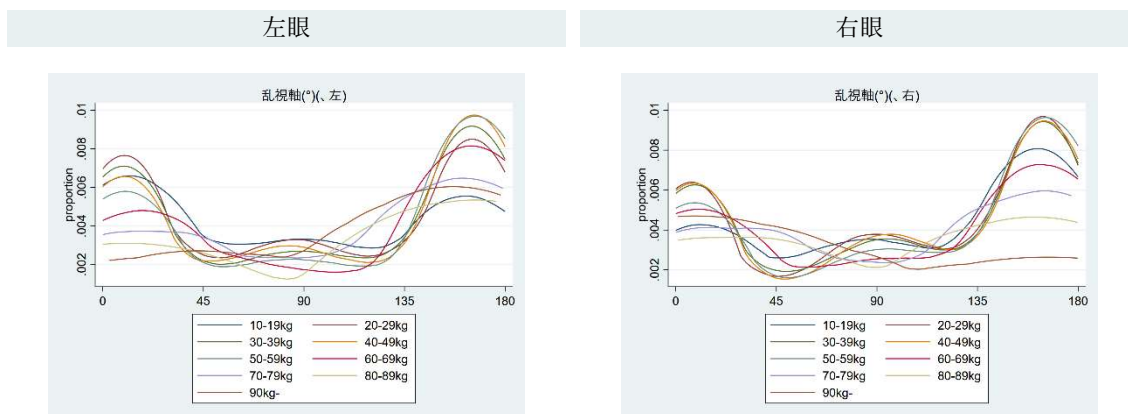 左眼
右眼
乱視軸(°)(、左)
proportion
.01
.008
.006
.004
.002
0
45
90
135
180
10-19kg
20-29kg
30-39kg
40-49kg
50-59kg
60-69kg
70-79kg
80-89kg
90kg-
乱視軸(°)(、右)
proportion
.01
.008
.006
.004
.002
0
45
90
135
180
10-19kg
20-29kg
30-39kg
40-49kg
50-59kg
60-69kg
70-79kg
80-89kg
90kg-